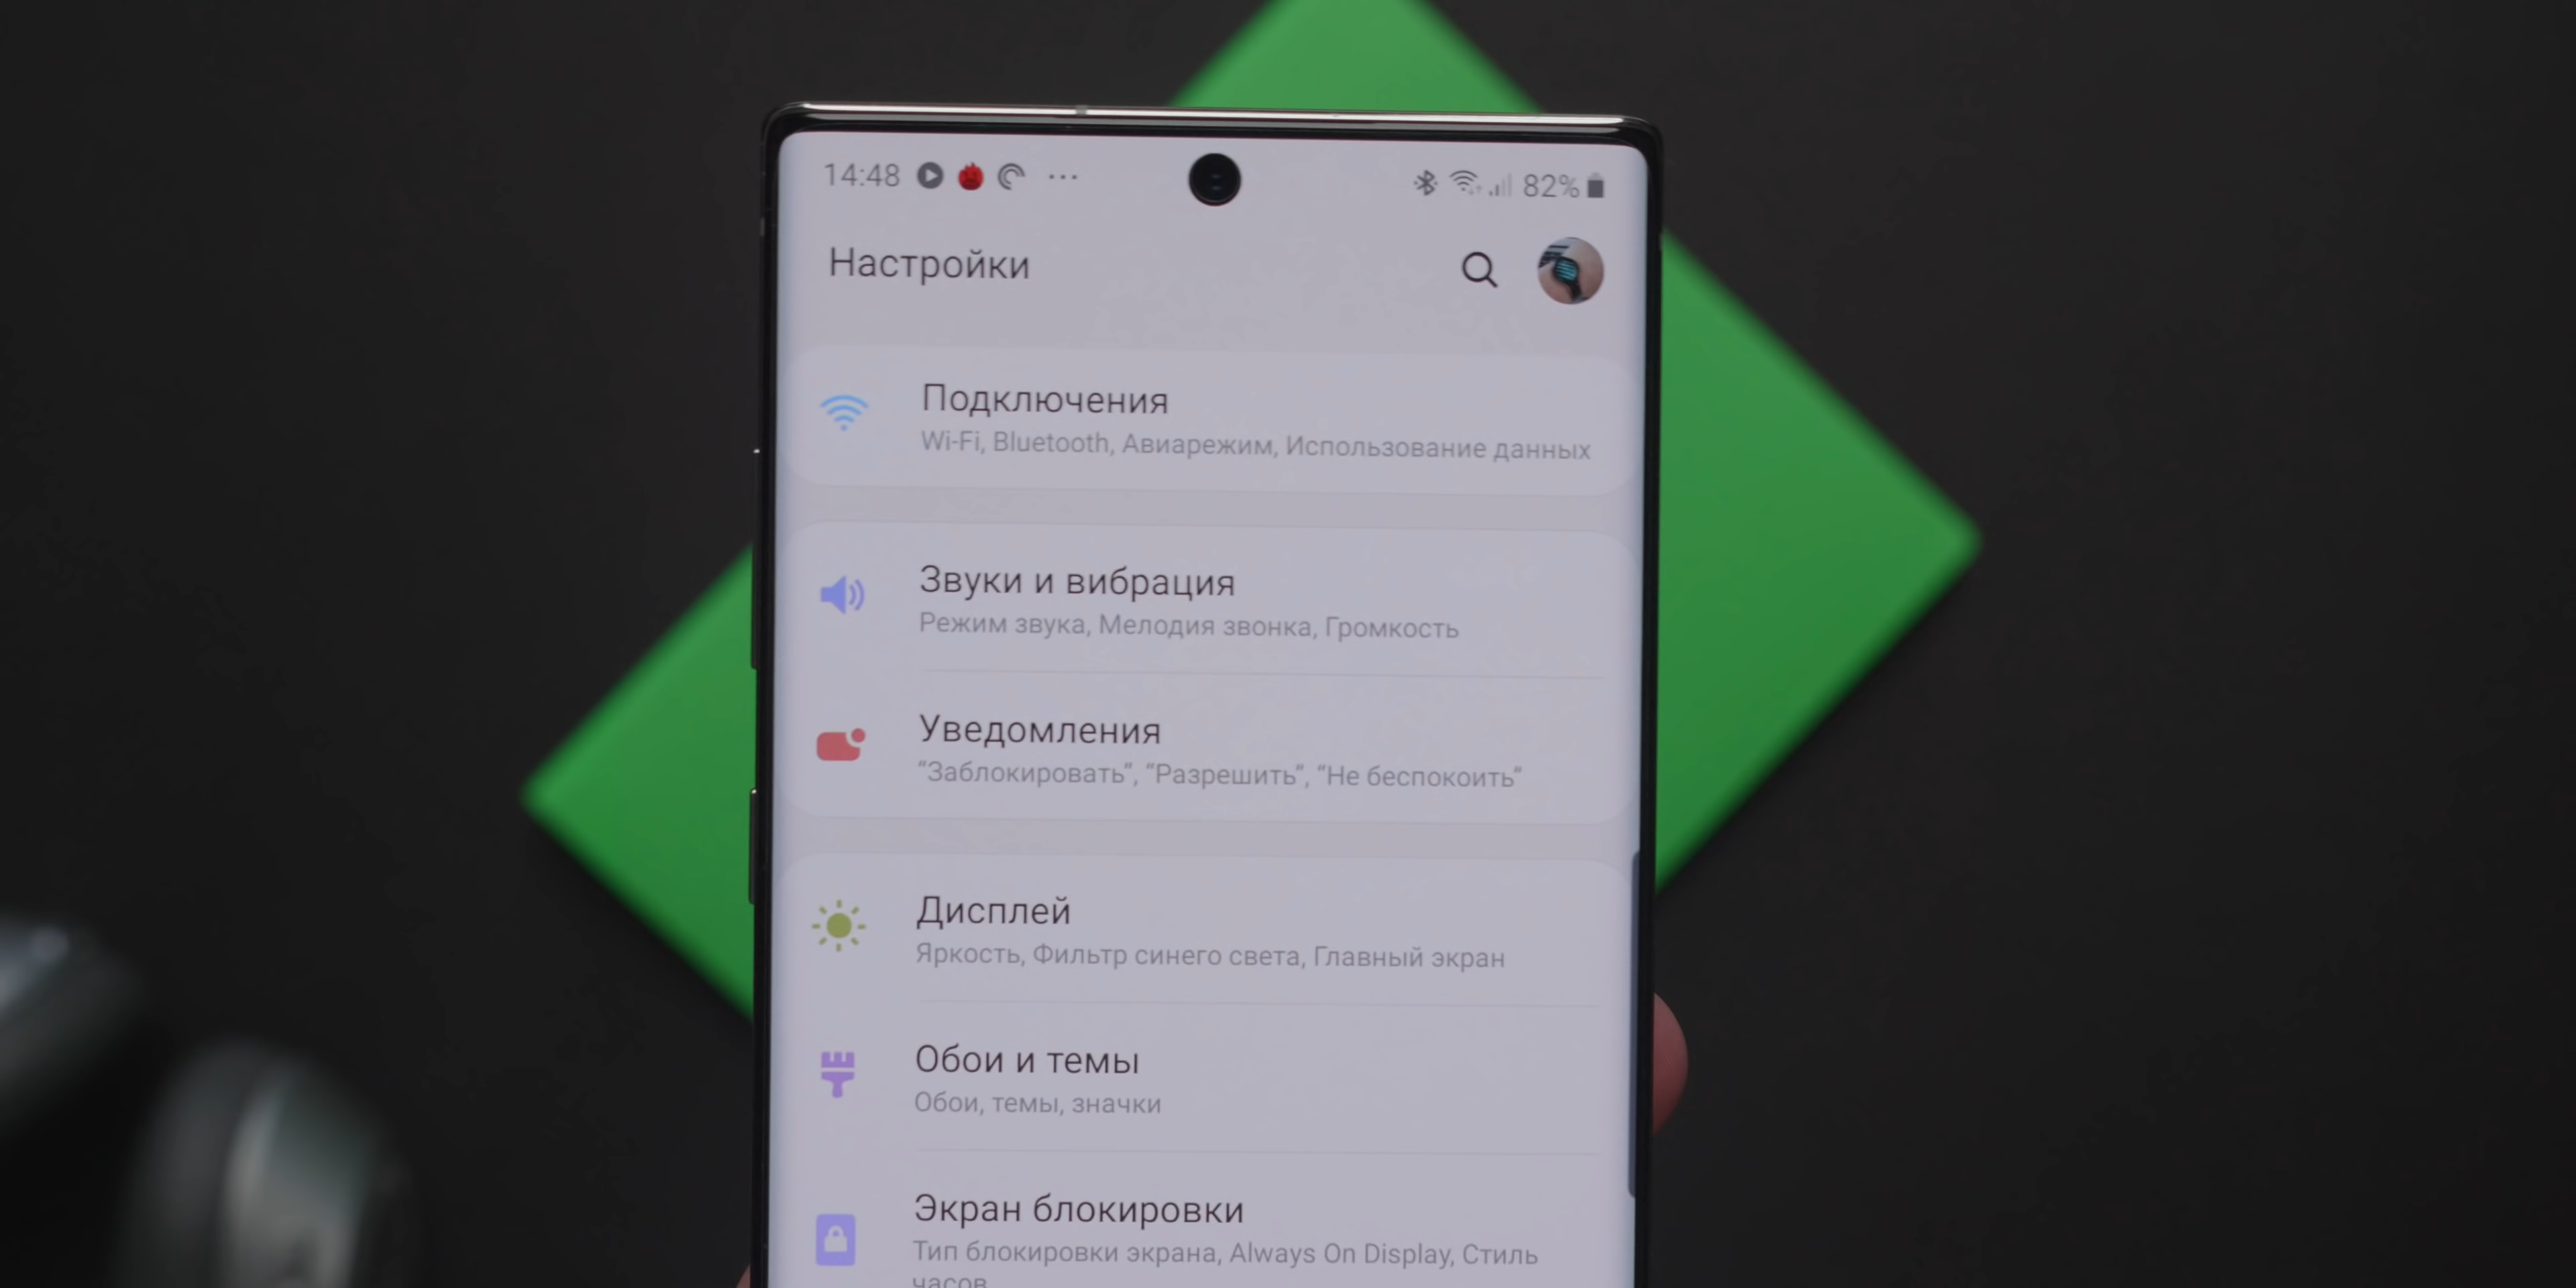 14:48
82%
Настройки
Подключения
Wi-Fi, Bluetooth, Авиарежим, Использование данных
Звуки и вибрация
Режим звука, Мелодия звонка, Громкость
Уведомления
“Заблокировать“, “Разрешить“, “Не беспокоить“
Дисплей
Яркость, Фильтр синего света, Главный экран
Обои и темы
Обои, темы, значки
Экран блокировки
Тип блокировки экрана, Always On Display, Стиль
часов